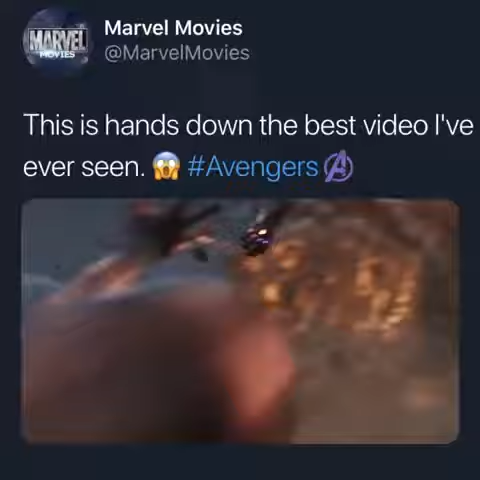 MARVEL
MOVIES
Marvel Movies
@MarvelMovies
This is hands down the best video I've
ever seen. 😱 #Avengers